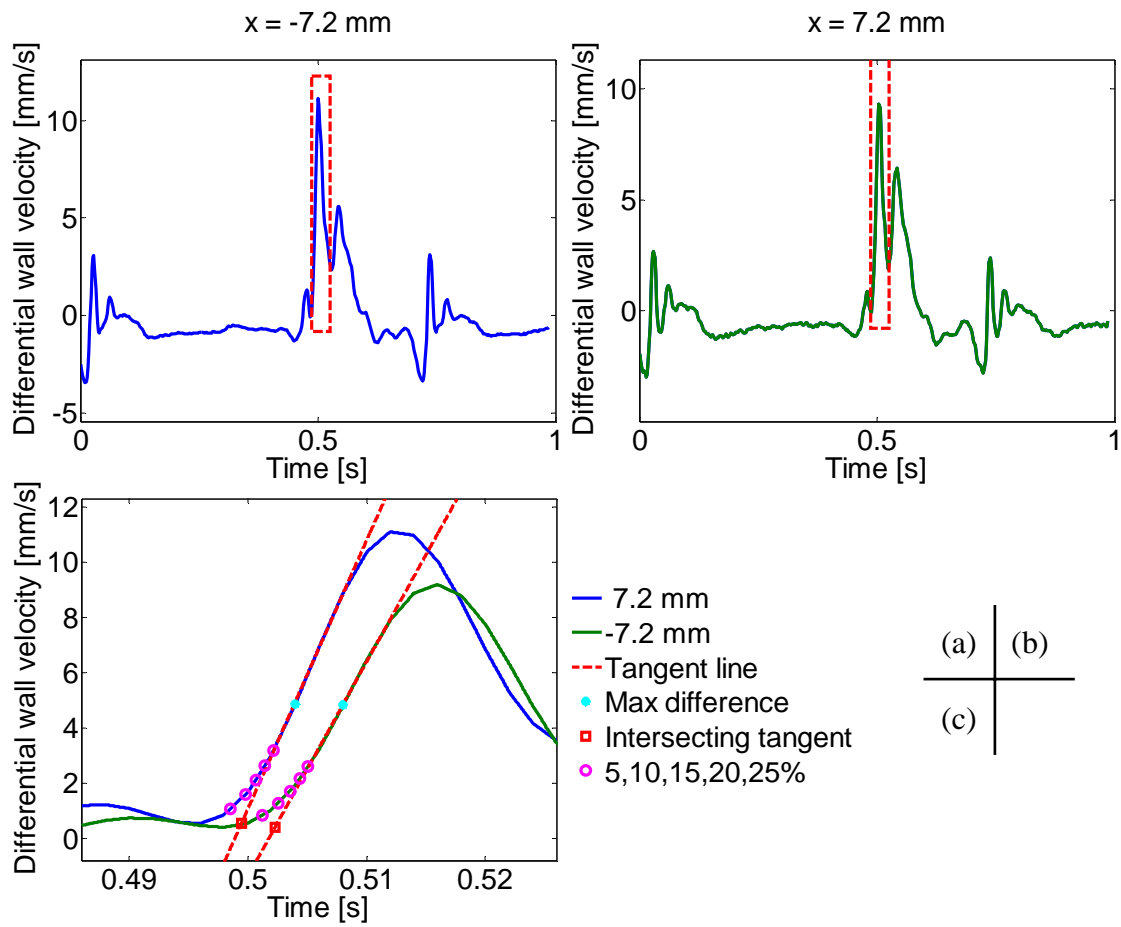 x = -7.2 mm
Differential wall velocity [mm/s]
10
5
0
-5
0
0.5
1
Time [s]
x = 7.2 mm
Differential wall velocity [mm/s]
10
5
0
0
0.5
1
Time [s]
Differential wall velocity [mm/s]
12
10
8
6
4
2
0
0.49
0.5
0.51
0.52
Time [s]
7.2 mm
-7.2 mm
Tangent line
Max difference
Intersecting tangent
5,10,15,20,25%
(a) (b)
(c)